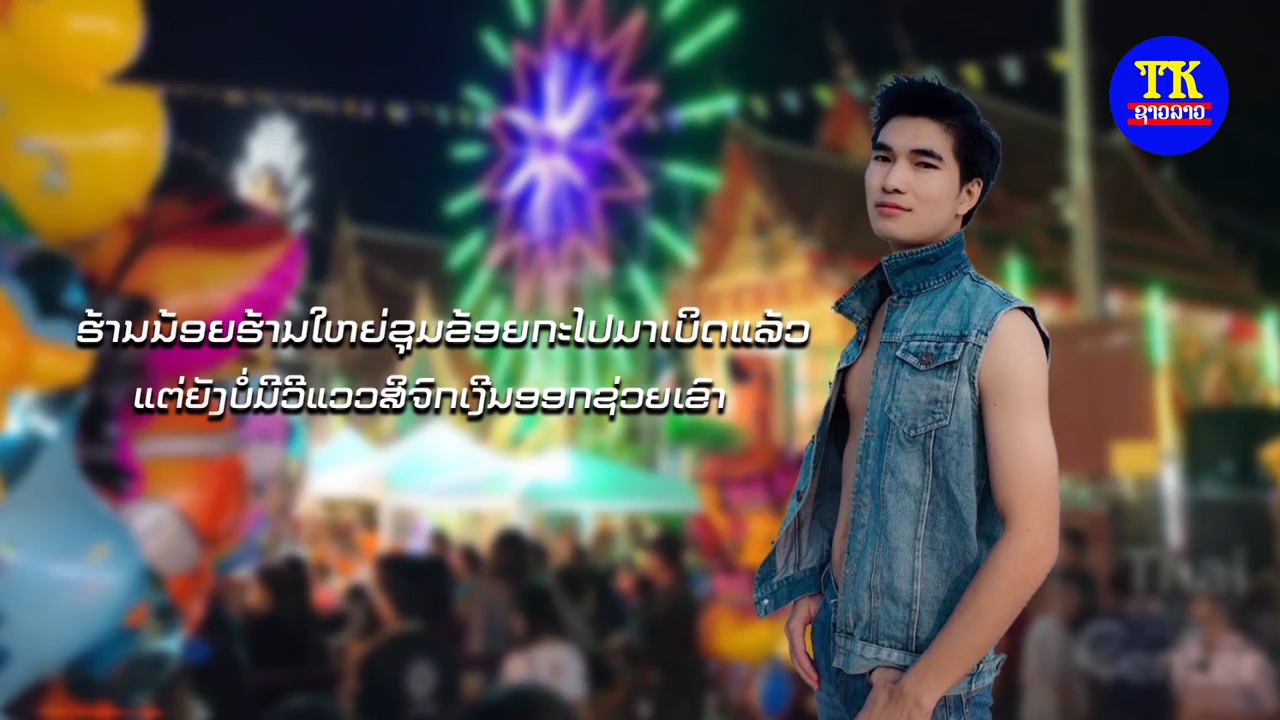 TK
ຊາວລາວ
ຮ້ານນ້ອຍຮ້ານໃຫຍ່ຊຸມຂ້ອຍກະໄປມາເບິດແລ້ວ
ແຕ່ຍັງບໍ່ມີວີແວວສິຈົກເງີນອອກຊ່ວຍເຂົາ